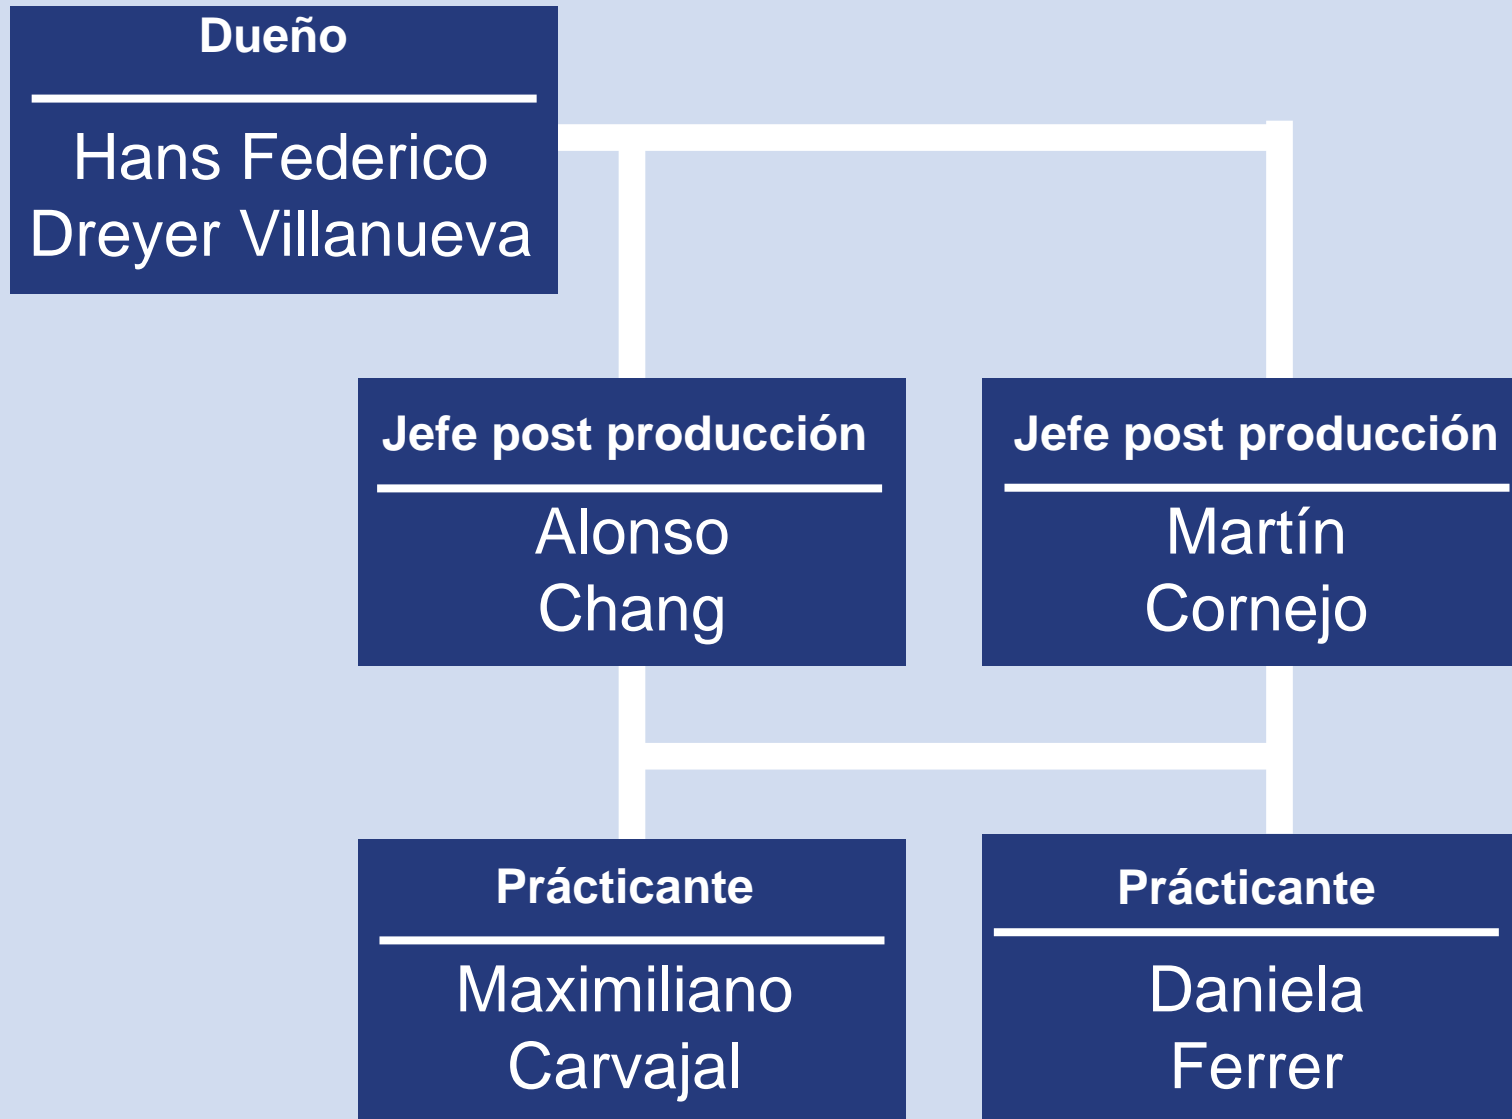 Dueño
Hans Federico
Dreyer Villanueva
Jefe post producción
Alonso
Chang
Jefe post producción
Martín
Cornejo
Prácticante
Maximiliano
Carvajal
Prácticante
Daniela
Ferrer